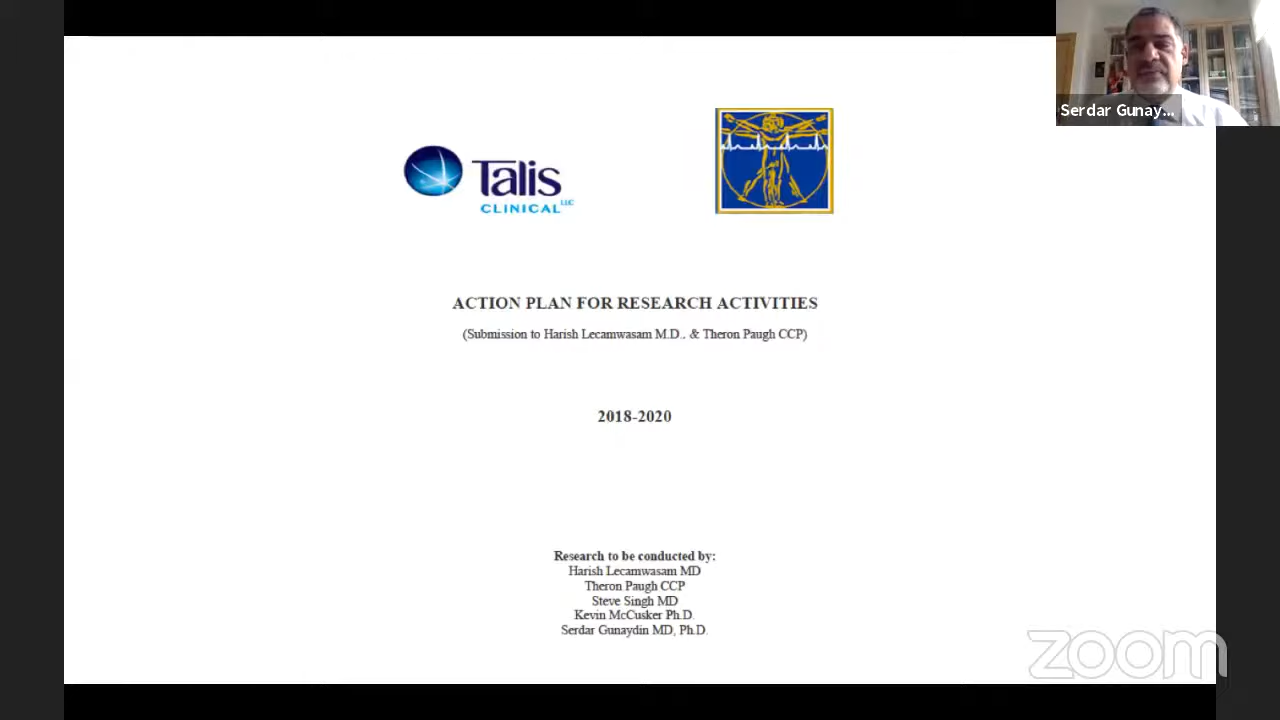 Serdar Gunay...
Talis
CLINICAL LLC
ACTION PLAN FOR RESEARCH ACTIVITIES
(Submission to Harish Lecamwasam M.D., & Theron Paugh CCP)
2018-2020
Research to be conducted by:
Harish Lecamwasam MD
Theron Paugh CCP
Steve Singh MD
Kevin McCusker Ph.D.
Serdar Gunaydin MD, Ph.D.
zoom